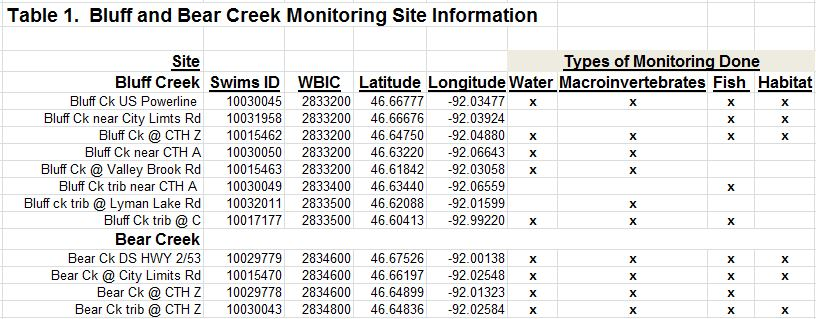 Table 1. Bluff and Bear Creek Monitoring Site Information
Site Types of Monitoring Done
Bluff Creek Swims ID WBIC Latitude Longitude Water Macroinvertebrates Fish Habitat
Bluff Ck US Powerline 10030045 2833200 46.66777 -92.03477 x x x x
Bluff Ck near City Limts Rd 10031958 2833200 46.66676 -92.03924 x x
Bluff Ck @ CTH Z 10015462 2833200 46.64750 -92.04880 x x x x
Bluff Ck near CTH A 10030050 2833200 46.63220 -92.06643 x x
Bluff Ck @ Valley Brook Rd 10015463 2833200 46.61842 -92.03058 x x
Bluff Ck trib near CTH A 10030049 2833400 46.63440 -92.06559 x
Bluff ck trib @ Lyman Lake Rd 10032011 2833500 46.62088 -92.01599 x
Bluff Ck trib @ C 10017177 2833500 46.60413 -92.99220 x x x
Bear Creek
Bear Ck DS HWY 2/53 10029779 2834600 46.67526 -92.00138 x x x x
Bear Ck @ City Limits Rd 10015470 2834600 46.66197 -92.02548 x x x x
Bear Ck @ CTH Z 10029778 2834600 46.64899 -92.01323 x x x
Bear Ck trib @ CTH Z 10030043 2834800 46.64836 -92.02584 x x x x